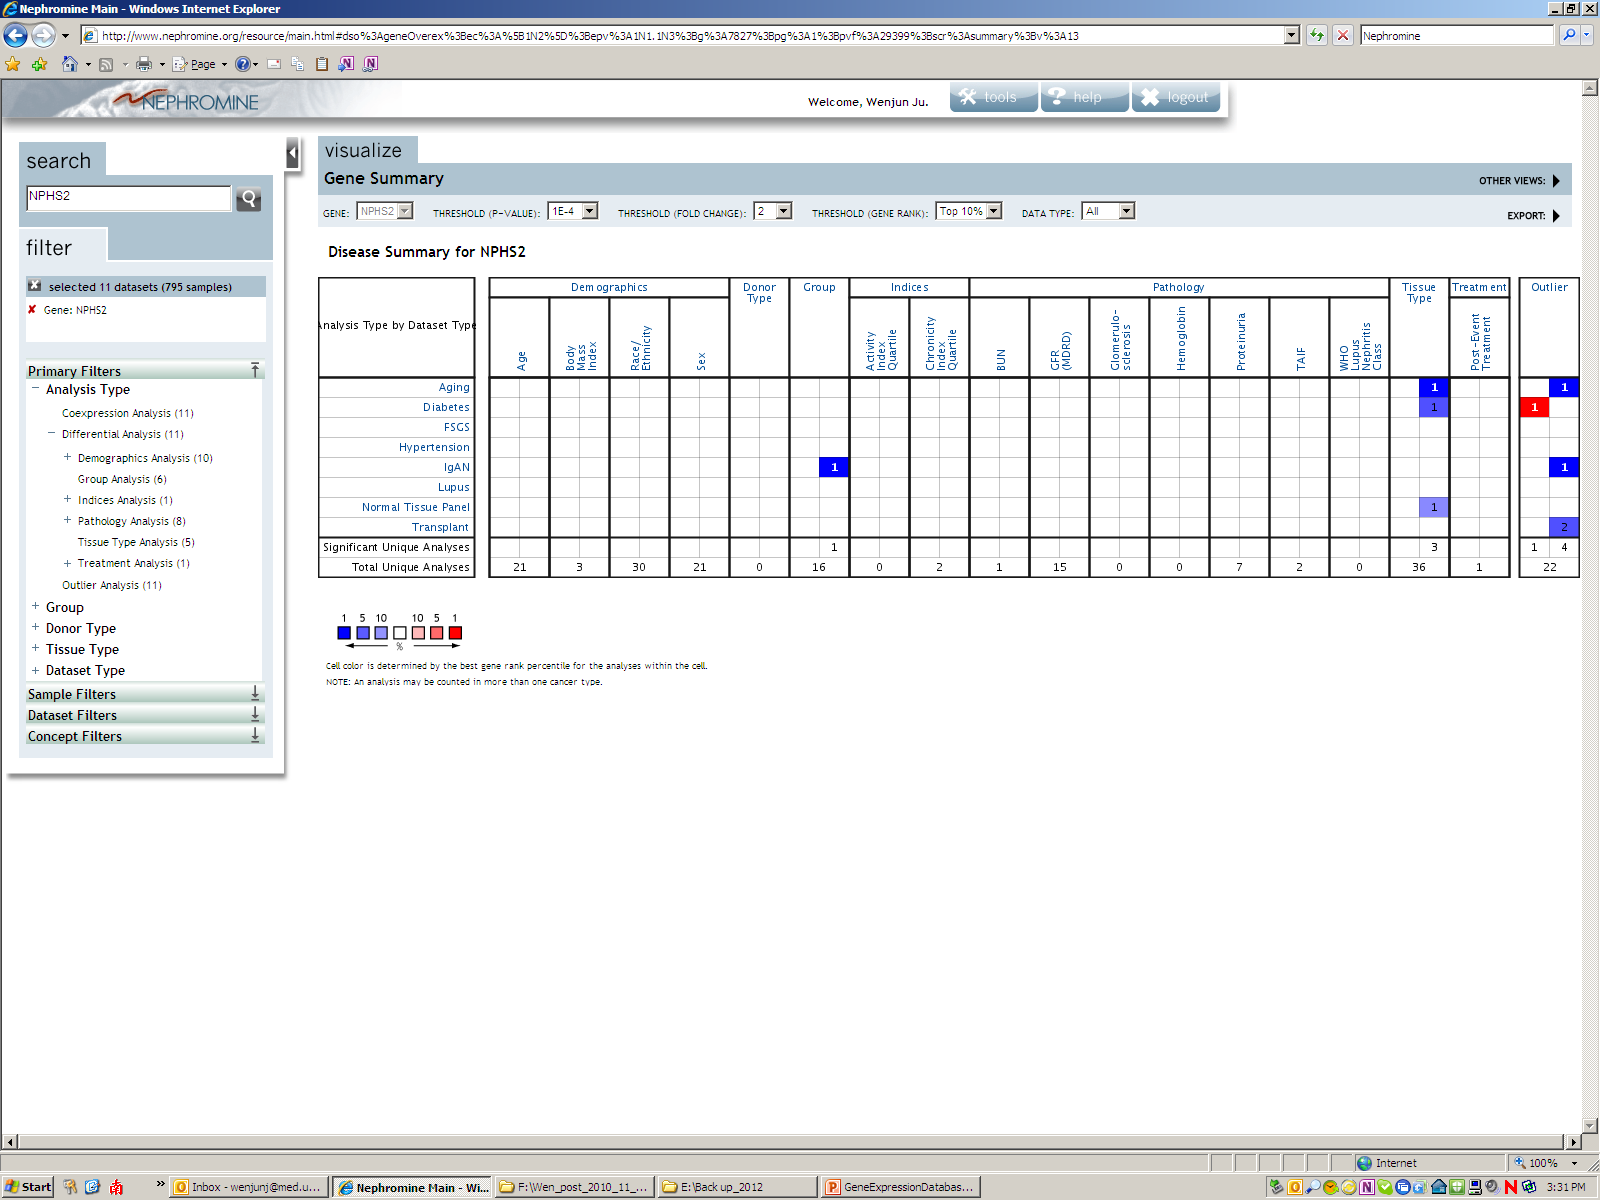 Nephromine Main - Windows Internet Explorer
http://www.nephromine.org/resource/main.html#dso%3AgeneOverex%3Bec%3A%5B1N2%5D%3Bepv%3A1N1.1N3%3Bg%3A7827%3Bpg%3A1%3Bpvf%3A29399%3Bscr%3Asummary%3Bv%3A13
Nephromine
Page
NEPHROMINE
Welcome, Wenjun Ju.
tools
help
logout
search
NPHS2
filter
selected 11 datasets (795 samples)
Gene: NPHS2
Primary Filters
Analysis Type
Coexpression Analysis (11)
Differential Analysis (11)
Demographics Analysis (10)
Group Analysis (6)
Indices Analysis (1)
Pathology Analysis (8)
Tissue Type Analysis (5)
Treatment Analysis (1)
Outlier Analysis (11)
Group
Donor Type
Tissue Type
Dataset Type
Sample Filters
Dataset Filters
Concept Filters
visualize
Gene Summary
OTHER VIEWS:
GENE: NPHS2 THRESHOLD (P-VALUE): 1E-4 THRESHOLD (FOLD CHANGE): 2 THRESHOLD (GENE RANK): Top 10% DATA TYPE: All
EXPORT:
Disease Summary for NPHS2
Analysis Type by Dataset Type
Demographics
Donor
Type
Group
Indices
Pathology
Tissue
Type
Treatment
Outlier
Age
Body
Mass
Index
Race/
Ethnicity
Sex
Activity
Index
Quartile
Chronicity
Index
Quartile
BUN
GFR
(MDRD)
Glomerulo-
sclerosis
Hemoglobin
Proteinuria
TAIF
WHO
Lupus
Nephritis
Class
Post-Event
Treatment
Aging 1 1
Diabetes 1 1
FSGS
Hypertension
IgAN 1 1
Lupus
Normal Tissue Panel 1
Transplant 2
Significant Unique Analyses 1 3 1 4
Total Unique Analyses 21 3 30 21 0 16 0 2 1 15 0 0 7 2 0 36 1 22
1 5 10 10 5 1
%
Cell color is determined by the best gene rank percentile for the analyses within the cell.
NOTE: An analysis may be counted in more than one cancer type.
Internet
100%
Start
Inbox - wenjunj@med.u...
Nephromine Main - Wi...
F:\Wen_post_2010_11_...
E:\Back up_2012
GeneExpressionDatabas...
3:31 PM